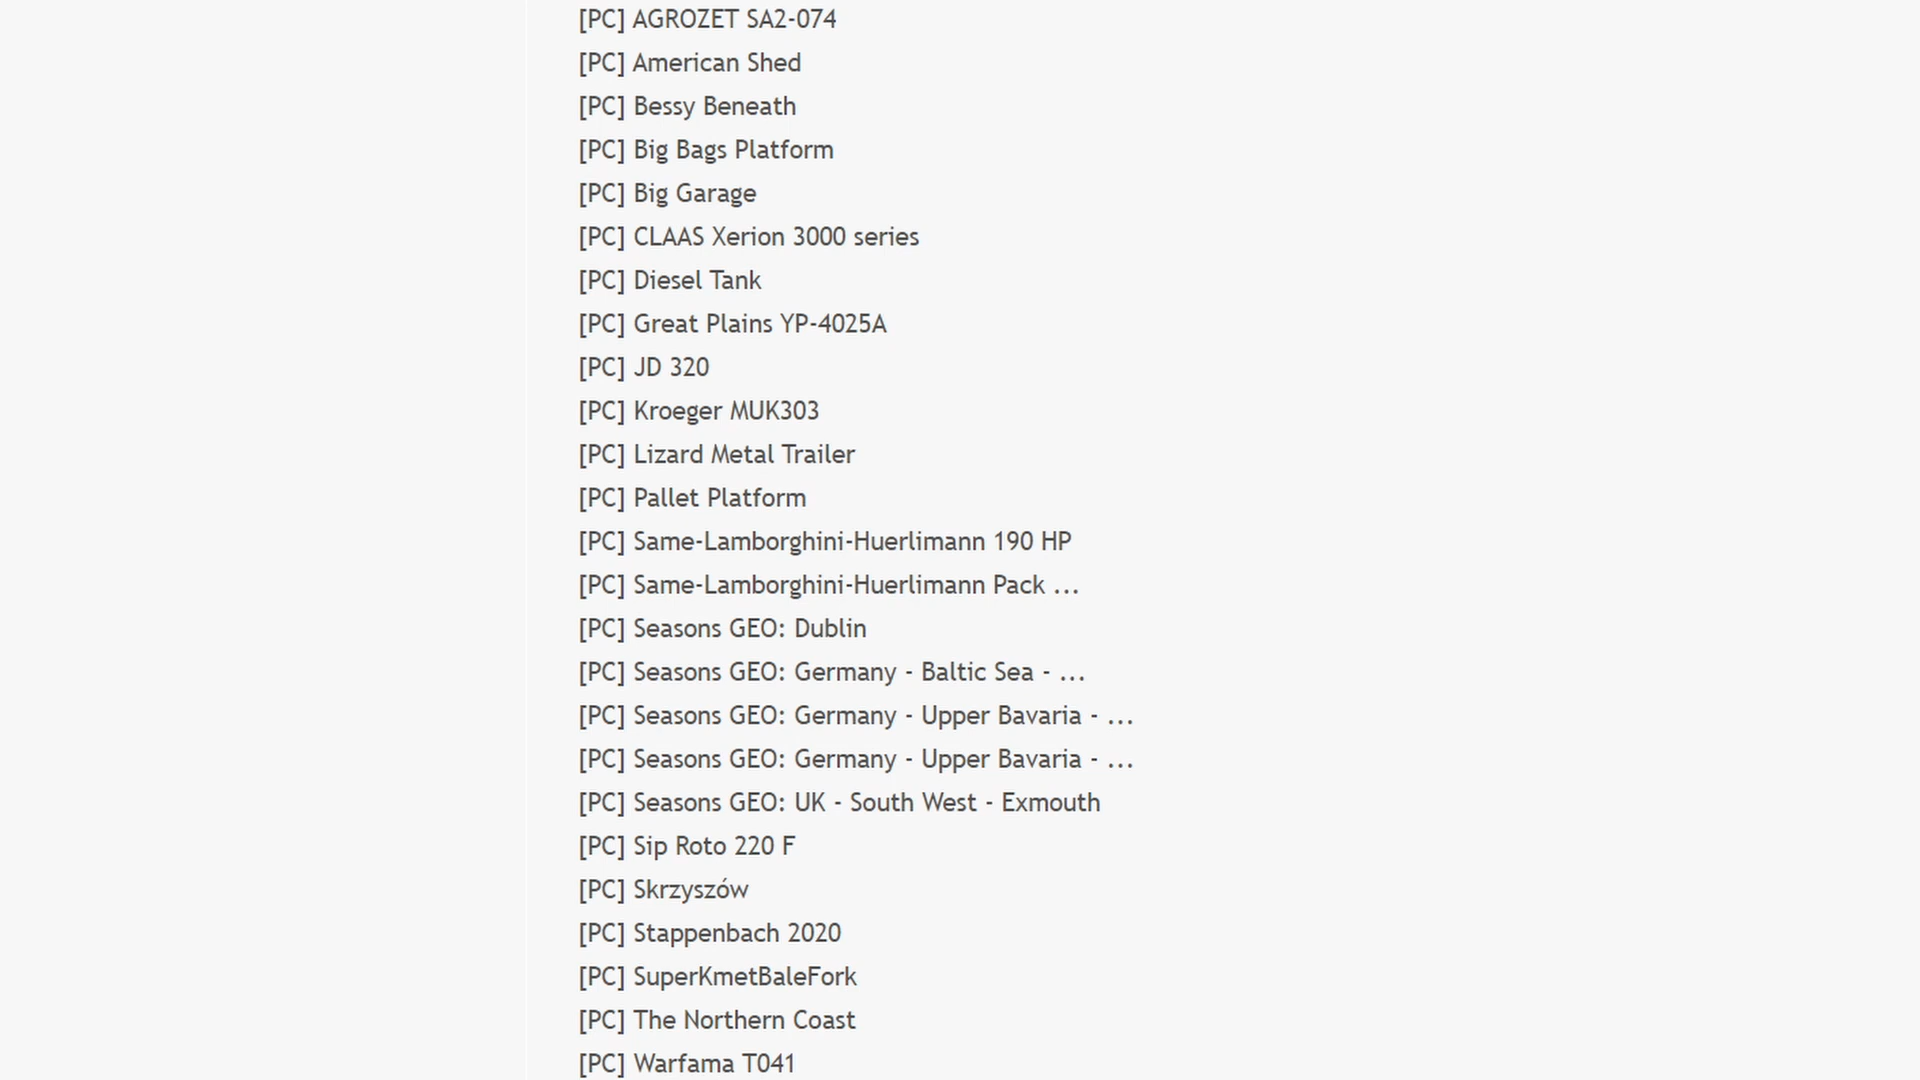 [PC] AGROZET SA2-074
[PC] American Shed
[PC] Bessy Beneath
[PC] Big Bags Platform
[PC] Big Garage
[PC] CLAAS Xerion 3000 series
[PC] Diesel Tank
[PC] Great Plains YP-4025A
[PC] JD 320
[PC] Kroeger MUK303
[PC] Lizard Metal Trailer
[PC] Pallet Platform
[PC] Same-Lamborghini-Huerlimann 190 HP
[PC] Same-Lamborghini-Huerlimann Pack ...
[PC] Seasons GEO: Dublin
[PC] Seasons GEO: Germany - Baltic Sea - ...
[PC] Seasons GEO: Germany - Upper Bavaria - ...
[PC] Seasons GEO: Germany - Upper Bavaria - ...
[PC] Seasons GEO: UK - South West - Exmouth
[PC] Sip Roto 220 F
[PC] Skrzyszów
[PC] Stappenbach 2020
[PC] SuperKmetBaleFork
[PC] The Northern Coast
[PC] Warfama T041